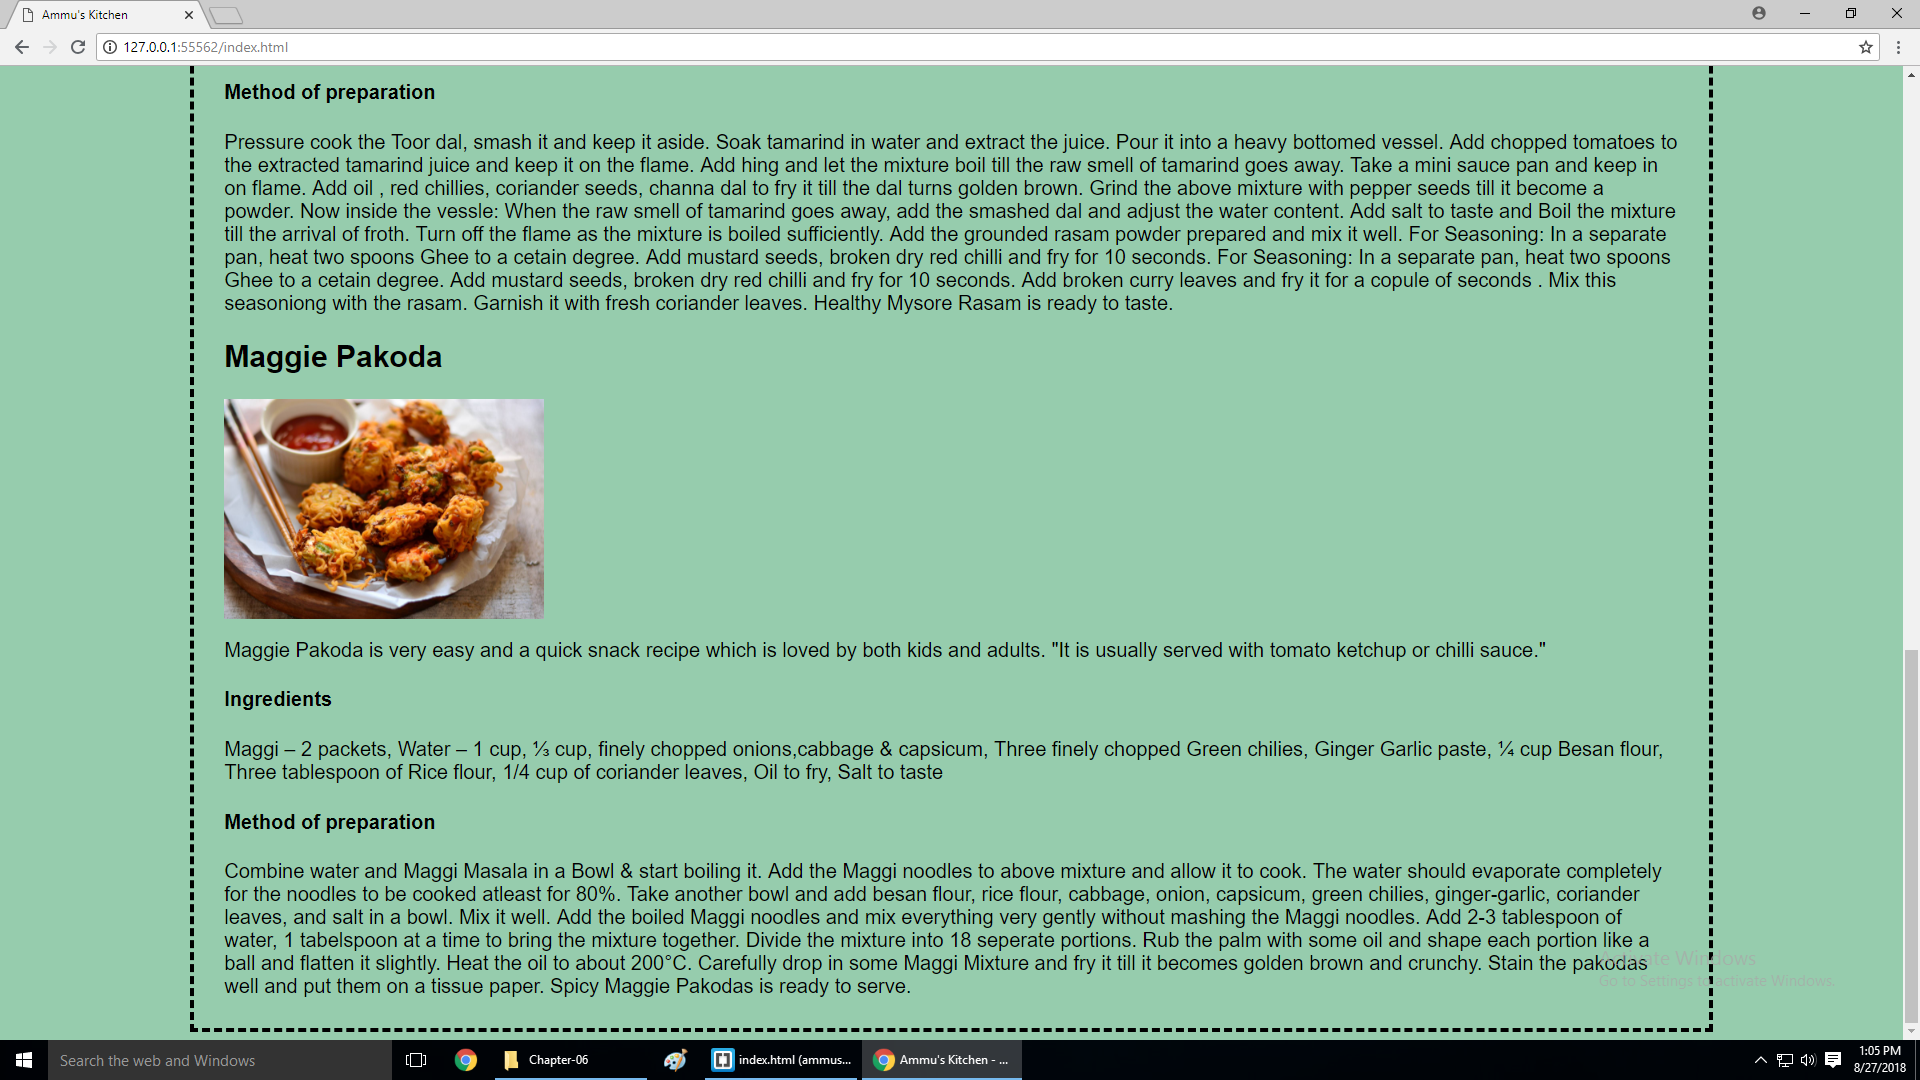 Ammu's Kitchen
127.0.0.1:55562/index.html
Method of preparation
Pressure cook the Toor dal, smash it and keep it aside. Soak tamarind in water and extract the juice. Pour it into a heavy bottomed vessel. Add chopped tomatoes to
the extracted tamarind juice and keep it on the flame. Add hing and let the mixture boil till the raw smell of tamarind goes away. Take a mini sauce pan and keep in
on flame. Add oil , red chillies, coriander seeds, channa dal to fry it till the dal turns golden brown. Grind the above mixture with pepper seeds till it become a
powder. Now inside the vessle: When the raw smell of tamarind goes away, add the smashed dal and adjust the water content. Add salt to taste and Boil the mixture
till the arrival of froth. Turn off the flame as the mixture is boiled sufficiently. Add the grounded rasam powder prepared and mix it well. For Seasoning: In a separate
pan, heat two spoons Ghee to a cetain degree. Add mustard seeds, broken dry red chilli and fry for 10 seconds. For Seasoning: In a separate pan, heat two spoons
Ghee to a cetain degree. Add mustard seeds, broken dry red chilli and fry for 10 seconds. Add broken curry leaves and fry it for a copule of seconds . Mix this
seasoniong with the rasam. Garnish it with fresh coriander leaves. Healthy Mysore Rasam is ready to taste.
Maggie Pakoda
Maggie Pakoda is very easy and a quick snack recipe which is loved by both kids and adults. "It is usually served with tomato ketchup or chilli sauce."
Ingredients
Maggi – 2 packets, Water – 1 cup, ⅓ cup, finely chopped onions,cabbage & capsicum, Three finely chopped Green chilies, Ginger Garlic paste, ¼ cup Besan flour,
Three tablespoon of Rice flour, 1/4 cup of coriander leaves, Oil to fry, Salt to taste
Method of preparation
Combine water and Maggi Masala in a Bowl & start boiling it. Add the Maggi noodles to above mixture and allow it to cook. The water should evaporate completely
for the noodles to be cooked atleast for 80%. Take another bowl and add besan flour, rice flour, cabbage, onion, capsicum, green chilies, ginger-garlic, coriander
leaves, and salt in a bowl. Mix it well. Add the boiled Maggi noodles and mix everything very gently without mashing the Maggi noodles. Add 2-3 tablespoon of
water, 1 tabelspoon at a time to bring the mixture together. Divide the mixture into 18 seperate portions. Rub the palm with some oil and shape each portion like a
ball and flatten it slightly. Heat the oil to about 200°C. Carefully drop in some Maggi Mixture and fry it till it becomes golden brown and crunchy. Stain the pakodas
well and put them on a tissue paper. Spicy Maggie Pakodas is ready to serve.
Activate Windows
Go to Settings to activate Windows.
Search the web and Windows
Chapter-06
index.html (ammus...
Ammu's Kitchen - ...
1:05 PM
8/27/2018